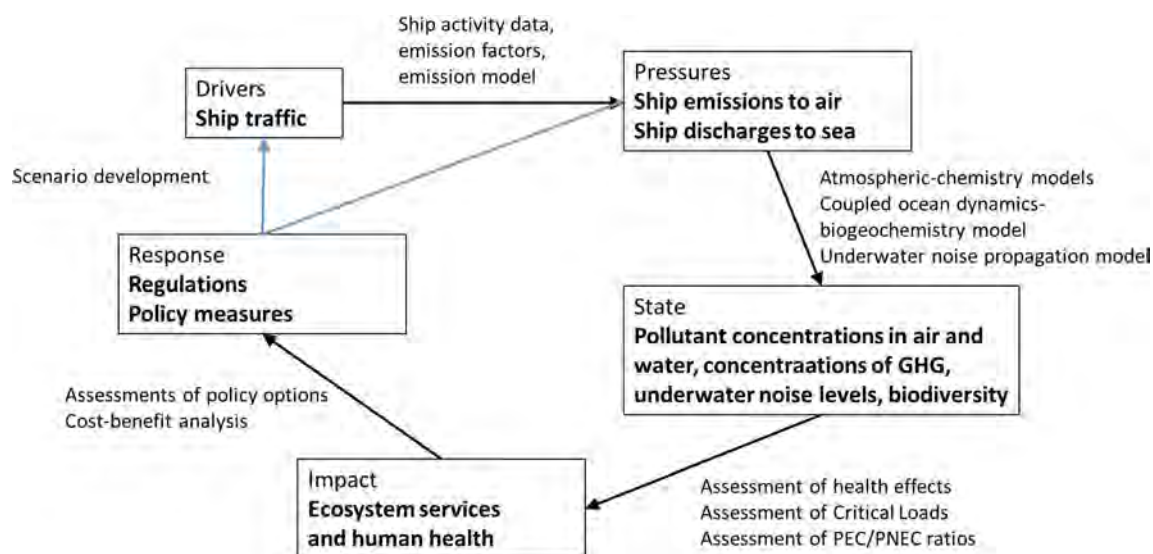 Ship activity data,
emission factors,
emission model
Drivers
Ship traffic
Pressures
Ship emissions to air
Ship discharges to sea
Scenario development
Atmospheric-chemistry models
Coupled ocean dynamics-
biogeochemistry model
Underwater noise propagation model
Response
Regulations
Policy measures
State
Pollutant concentrations in air and
water, concentraations of GHG,
underwater noise levels, biodiversity
Assessments of policy options
Cost-benefit analysis
Impact
Ecosystem services
and human health
Assessment of health effects
Assessment of Critical Loads
Assessment of PEC/PNEC ratios